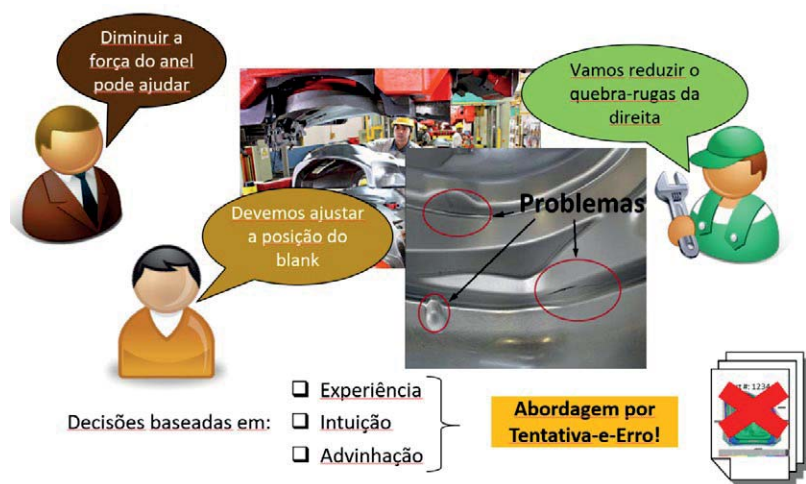 Diminuir a
força do anel
pode ajudar
Vamos reduzir o
quebra-rugas da
direita
Devemos ajustar
a posição do
blank
Problemas
Decisões baseadas em:
Experiência
Intuição
Advinhação
Abordagem por
Tentativa-e-Erro!
#: 1234